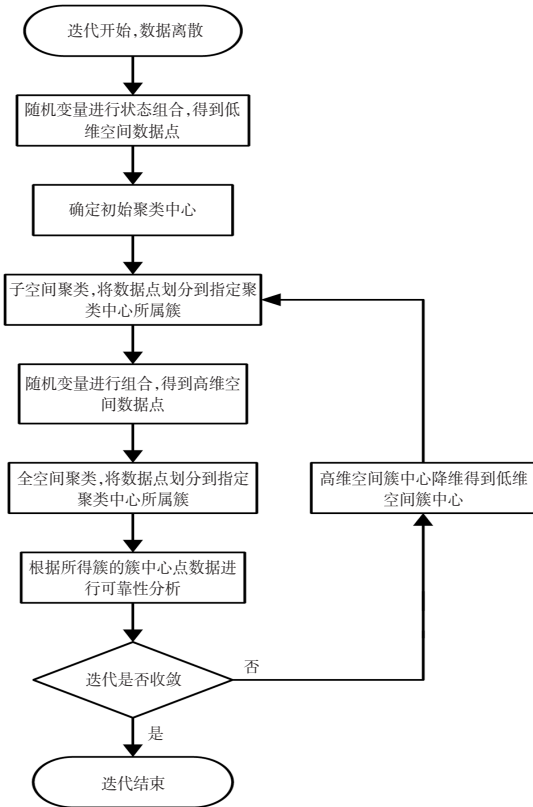 迭代开始,数据离散
随机变量进行状态组合,得到低
维空间数据点
确定初始聚类中心
子空间聚类,将数据点划分到指定聚
类中心所属簇
随机变量进行组合,得到高维空
间数据点
全空间聚类,将数据点划分到指定
聚类中心所属簇
高维空间簇中心降维得到低维
空间簇中心
根据所得簇的簇中心点数据进
行可靠性分析
迭代是否收敛
否
是
迭代结束